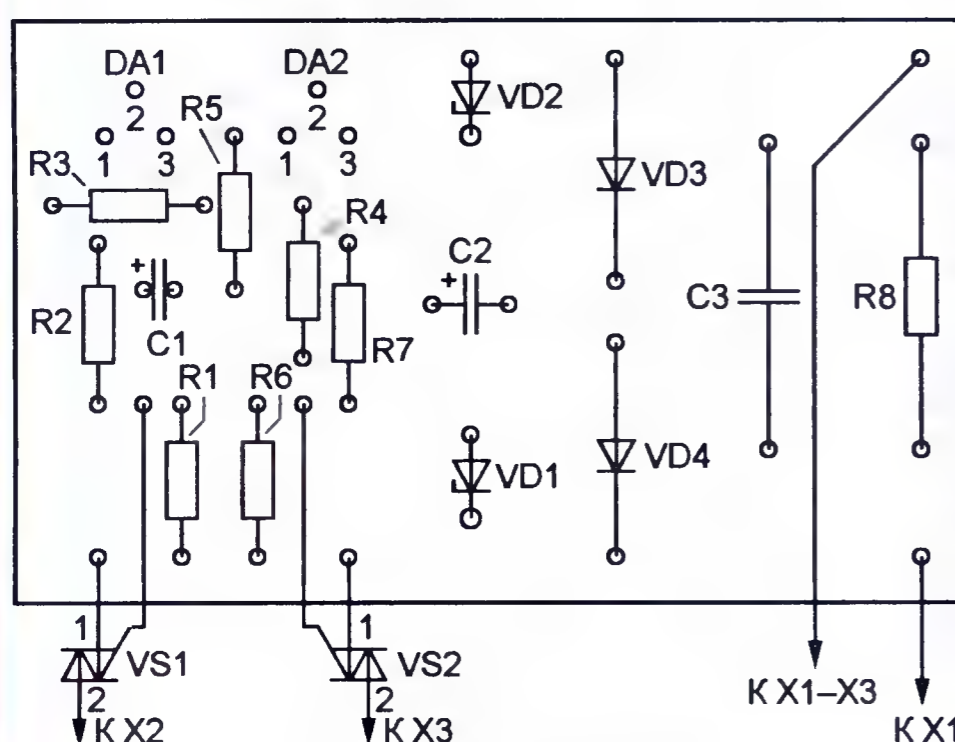 DA1
DA2
VD2
R5
2
2
1
3
1
3
R3
VD3
R4
C2
+
+
R2
C1
R7
C3
R8
R1
R6
VD1
VD4
1
VS1
2
К X2
1
VS2
2
К X3
К X1–X3
К X1